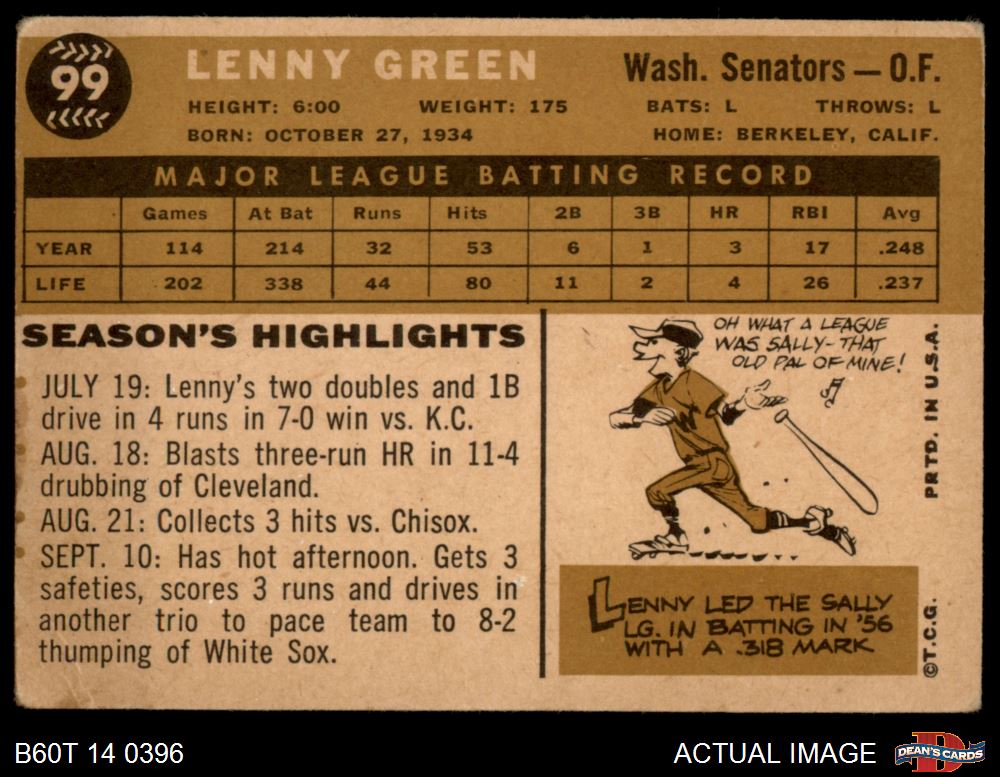 99
LENNY GREEN
Wash. Senators — O.F.
HEIGHT: 6:00 WEIGHT: 175 BATS: L THROWS: L
BORN: OCTOBER 27, 1934 HOME: BERKELEY, CALIF.
MAJOR LEAGUE BATTING RECORD
Games At Bat Runs Hits 2B 3B HR RBI Avg
YEAR 114 214 32 53 6 1 3 17 .248
LIFE 202 338 44 80 11 2 4 26 .237
SEASON'S HIGHLIGHTS
JULY 19: Lenny's two doubles and 1B
drive in 4 runs in 7-0 win vs. K.C.
AUG. 18: Blasts three-run HR in 11-4
drubbing of Cleveland.
AUG. 21: Collects 3 hits vs. Chisox.
SEPT. 10: Has hot afternoon. Gets 3
safeties, scores 3 runs and drives in
another trio to pace team to 8-2
thumping of White Sox.
OH WHAT A LEAGUE
WAS SALLY- THAT
OLD PAL OF MINE!
W
LENNY LED THE SALLY
LG. IN BATTING IN '56
WITH A .318 MARK
©T.C.G. PRTD. IN U.S.A.
B60T 14 0396
ACTUAL IMAGE
D
DEAN'S CARDS